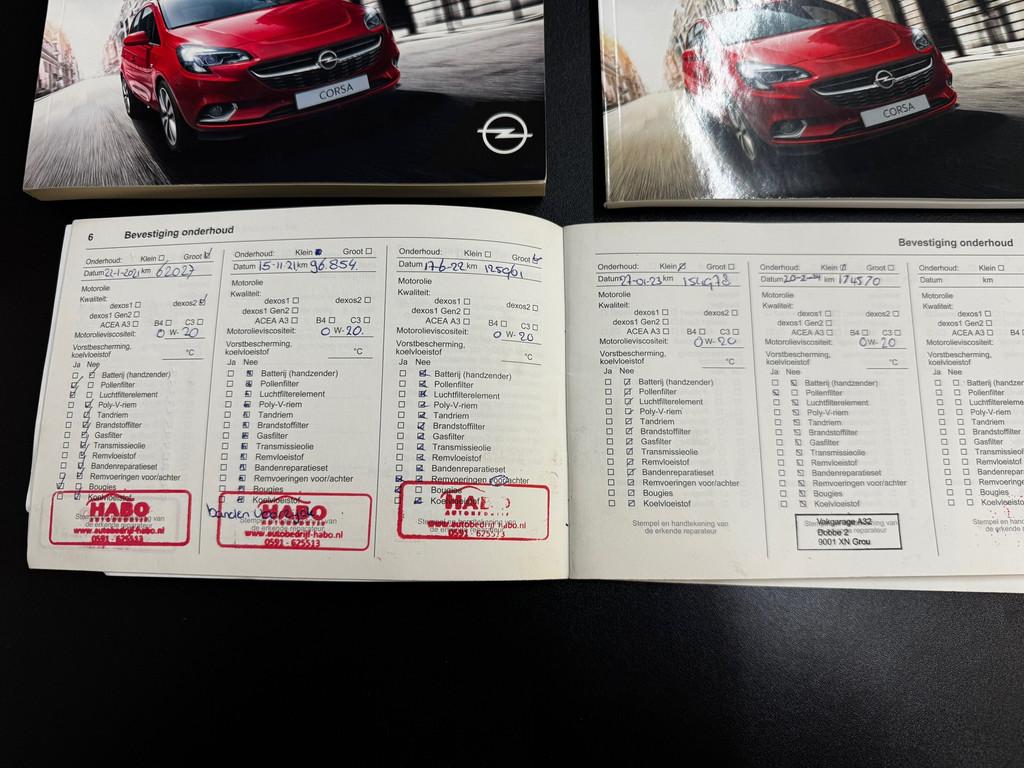 CORSA
CORSA
6 Bevestiging onderhoud
Onderhoud: Klein Groot
Datum 22-1-2021 km 62027
Motorolie
Kwaliteit:
dexos1 dexos2
dexos1 Gen2
ACEA A3 B4 C3
Motorolieviscositeit: 0 W- 20
Vorstbescherming,
koelvloeistof °C
Ja Nee
Batterij (handzender)
Pollenfilter
Luchtfilterelement
Poly-V-riem
Tandriem
Brandstoffilter
Gasfilter
Transmissieolie
Remvloeistof
Bandenreparatieset
Remvoeringen voor/achter
Bougies
Koelvloeistof
HABO
AUTOBEDRIJF
www.autobedrijf-habo.nl
0591 - 625513
Onderhoud: Klein Groot
Datum 15-11-21 km 96.854
Motorolie
Kwaliteit:
dexos1 dexos2
dexos1 Gen2
ACEA A3 B4 C3
Motorolieviscositeit: 0 W- 20
Vorstbescherming,
koelvloeistof °C
Ja Nee
Batterij (handzender)
Pollenfilter
Luchtfilterelement
Poly-V-riem
Tandriem
Brandstoffilter
Gasfilter
Transmissieolie
Remvloeistof
Bandenreparatieset
Remvoeringen voor/achter
Bougies
Koelvloeistof
banden voor
HABO
AUTOBEDRIJF
www.autobedrijf-habo.nl
0591 - 625513
Onderhoud: Klein Groot
Datum 17-6-22 km
Motorolie
Kwaliteit:
dexos1 dexos2
dexos1 Gen2
ACEA A3 B4 C3
Motorolieviscositeit: 0 W- 20
Vorstbescherming,
koelvloeistof °C
Ja Nee
Batterij (handzender)
Pollenfilter
Luchtfilterelement
Poly-V-riem
Tandriem
Brandstoffilter
Gasfilter
Transmissieolie
Remvloeistof
Bandenreparatieset
Remvoeringen voor/achter
Bougies
www.autobedrijf-habo.nl
0591 - 625513
Bevestiging onderhoud
Onderhoud: Klein Groot
Datum 27-01-23 km
Motorolie
Kwaliteit:
dexos1 dexos2
dexos1 Gen2
ACEA A3 B4 C3
Motorolieviscositeit: 0 W- 20
Vorstbescherming,
koelvloeistof °C
Ja Nee
Batterij (handzender)
Pollenfilter
Luchtfilterelement
Poly-V-riem
Tandriem
Brandstoffilter
Gasfilter
Transmissieolie
Remvloeistof
Bandenreparatieset
Remvoeringen voor/achter
Bougies
Koelvloeistof
Stempel en handtekening van
de erkende reparateur
Onderhoud: Klein Groot
Datum 20-2-24 km 174570
Motorolie
Kwaliteit:
dexos1 dexos2
dexos1 Gen2
ACEA A3 B4 C3
Motorolieviscositeit: 0 W- 20
Vorstbescherming,
koelvloeistof °C
Ja Nee
Batterij (handzender)
Pollenfilter
Luchtfilterelement
Poly-V-riem
Tandriem
Brandstoffilter
Gasfilter
Transmissieolie
Remvloeistof
Bandenreparatieset
Remvoeringen voor/achter
Bougies
Koelvloeistof
Vakgarage A32
Dobbe 2
9001 XN Grou
Onderhoud: Klein
Datum km
Motorolie
Kwaliteit:
dexos1
dexos1 Gen2
ACEA A3
Motorolieviscositeit:
Vorstbescherming,
koelvloeistof
Ja Nee
Batterij (handzender)
Pollenfilter
Luchtfilterelement
Poly-V-riem
Tandriem
Brandstoffilter
Gasfilter
Transmissieolie
Remvloeistof
Bougies
Koelvloeistof